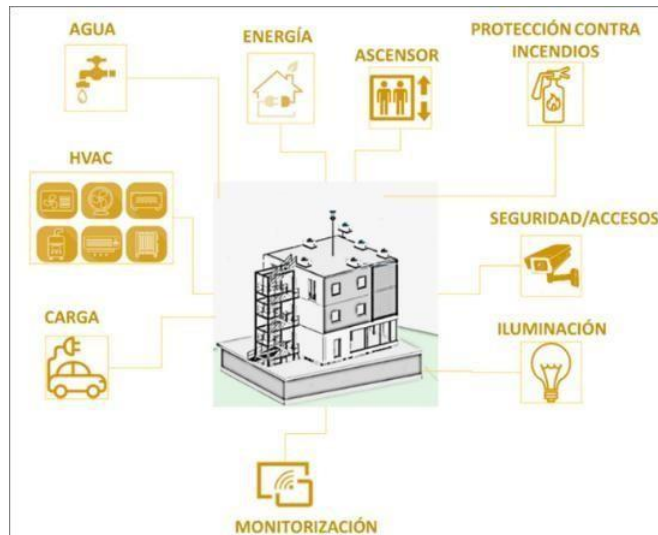 AGUA
ENERGÍA
ASCENSOR
PROTECCIÓN CONTRA
INCENDIOS
HVAC
SEGURIDAD/ACCESOS
CARGA
ILUMINACIÓN
MONITORIZACIÓN